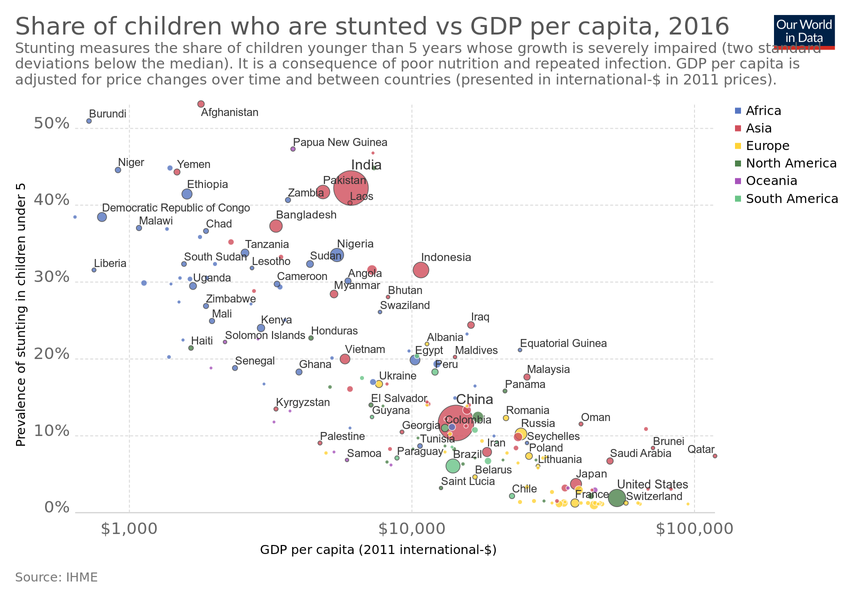 Share of children who are stunted vs GDP per capita, 2016
Our World
in Data
Stunting measures the share of children younger than 5 years whose growth is severely impaired (two standard
deviations below the median). It is a consequence of poor nutrition and repeated infection. GDP per capita is
adjusted for price changes over time and between countries (presented in international-$ in 2011 prices).
Africa
Asia
Europe
North America
Oceania
South America
Prevalence of stunting in children under 5
50%
40%
30%
20%
10%
0%
Burundi
Afghanistan
Papua New Guinea
Niger
Yemen
India
Ethiopia
Pakistan
Zambia
Laos
Democratic Republic of Congo
Malawi
Chad
Bangladesh
Tanzania
Nigeria
Liberia
South Sudan
Lesotho
Sudan
Indonesia
Uganda
Cameroon
Angola
Myanmar
Bhutan
Zimbabwe
Swaziland
Mali
Kenya
Iraq
Haiti
Solomon Islands
Honduras
Albania
Equatorial Guinea
Senegal
Ghana
Vietnam
Egypt
Maldives
Peru
Malaysia
Ukraine
Panama
Kyrgyzstan
El Salvador
China
Guyana
Romania
Oman
Georgia
Colombia
Russia
Palestine
Tunisia
Iran
Seychelles
Brunei
Samoa
Paraguay
Brazil
Poland
Saudi Arabia
Qatar
Lithuania
Belarus
Saint Lucia
Japan
Chile
France
United States
Switzerland
$1,000
$10,000
$100,000
GDP per capita (2011 international-$)
Source: IHME